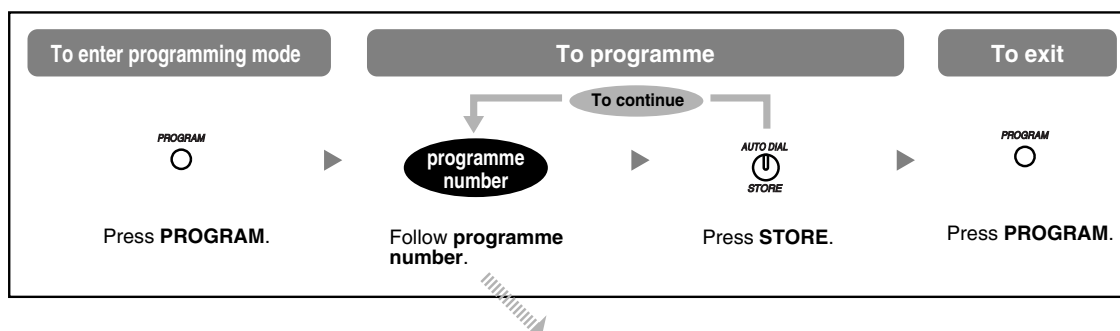 To enter programming mode
To programme
To exit
To continue
PROGRAM
programme
number
AUTO DIAL
STORE
PROGRAM
Press PROGRAM.
Follow programme
number.
Press STORE.
Press PROGRAM.